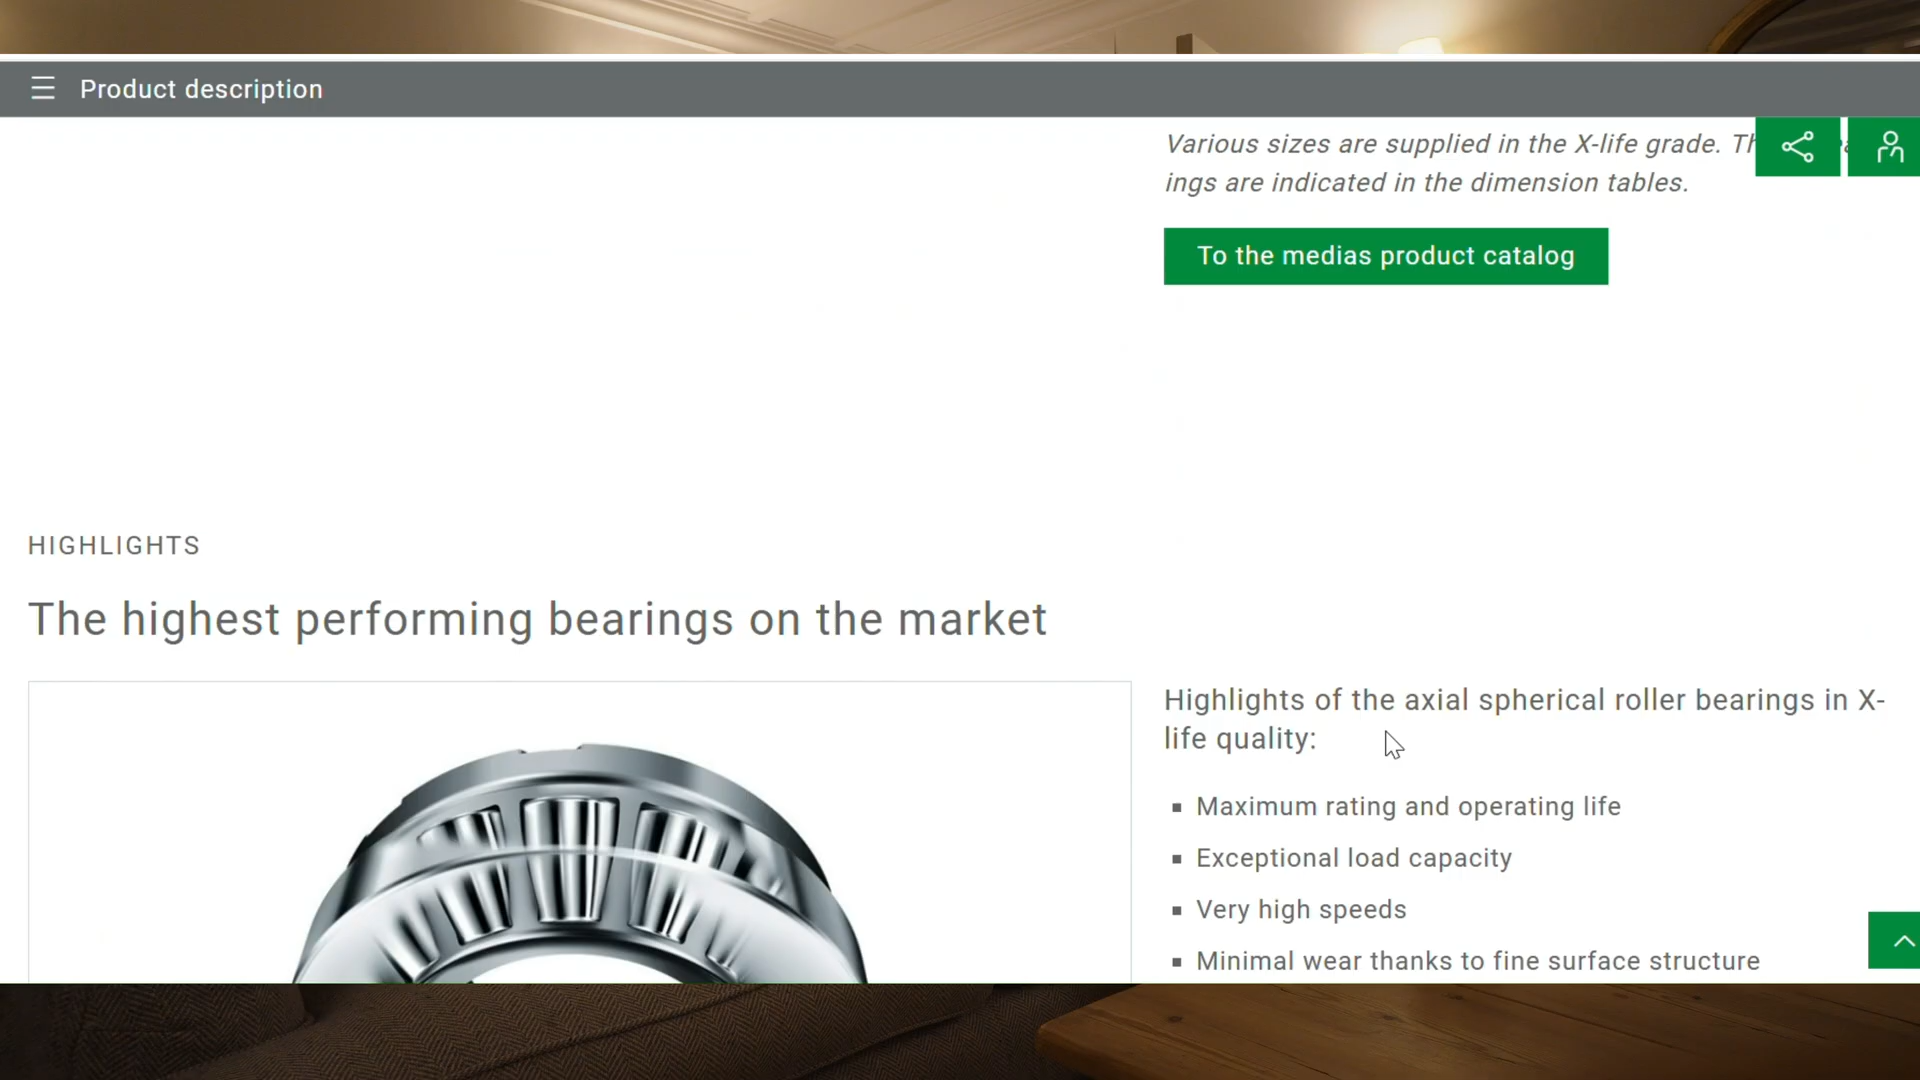 Product description
Various sizes are supplied in the X-life grade.
ings are indicated in the dimension tables.
To the medias product catalog
HIGHLIGHTS
The highest performing bearings on the market
Highlights of the axial spherical roller bearings in X-
life quality:
Maximum rating and operating life
Exceptional load capacity
Very high speeds
Minimal wear thanks to fine surface structure